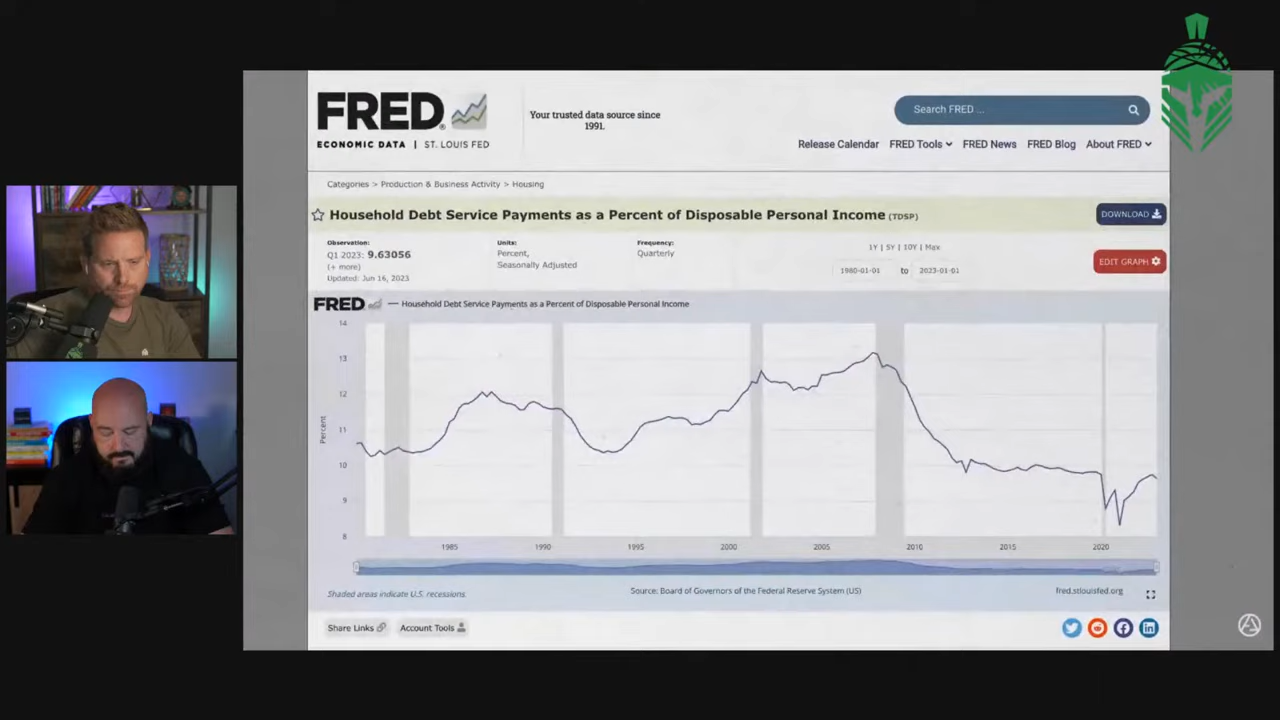 FRED
ECONOMIC DATA | ST. LOUIS FED
Your trusted data source since
1991.
Search FRED ...
Release Calendar FRED Tools FRED News FRED Blog About FRED
Categories > Production & Business Activity > Housing
Household Debt Service Payments as a Percent of Disposable Personal Income (TDSP)
DOWNLOAD
Observation:
Q1 2023: 9.63056
(+ more)
Updated: Jun 16, 2023
Units:
Percent,
Seasonally Adjusted
Frequency:
Quarterly
1Y | 5Y | 10Y | Max
1980-01-01 to 2023-01-01
EDIT GRAPH
FRED — Household Debt Service Payments as a Percent of Disposable Personal Income
14
13
12
11
10
9
8
Percent
1985 1990 1995 2000 2005 2010 2015 2020
Shaded areas indicate U.S. recessions.
Source: Board of Governors of the Federal Reserve System (US)
fred.stlouisfed.org
Share Links Account Tools